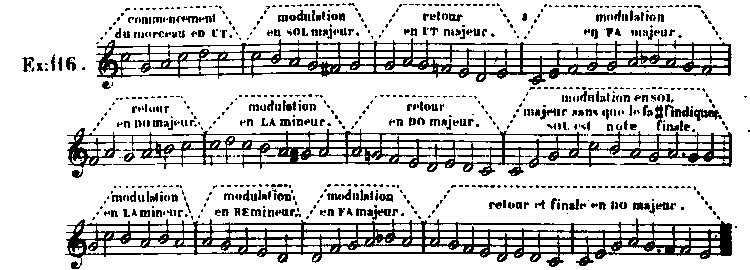 commencement
du morceau en UT.
modulation
en SOL majeur.
retour
en UT majeur.
modulation
en FA majeur.
Ex:116.
retour
en DO majeur.
modulation
en LA mineur.
retour
en DO majeur.
modulation en SOL
majeur sans que le fa# l'indique,
SOL est note finale.
modulation
en LA mineur.
modulation
en RE mineur.
modulation
en FA majeur.
retour et finale en DO majeur.